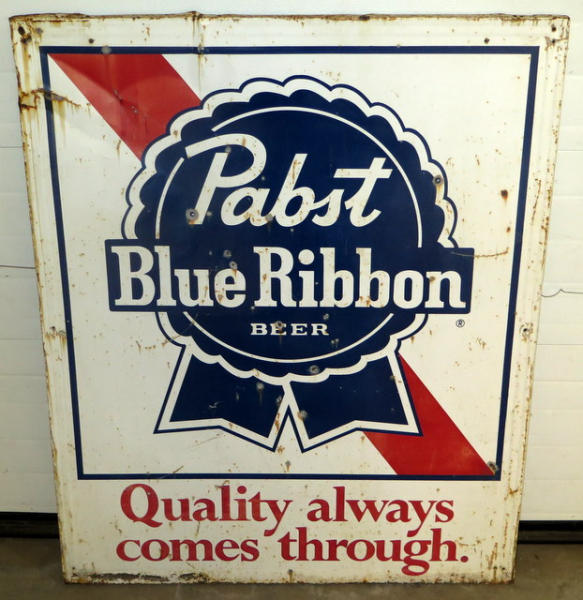 Pabst
Blue Ribbon
BEER
®
Quality always
comes through.